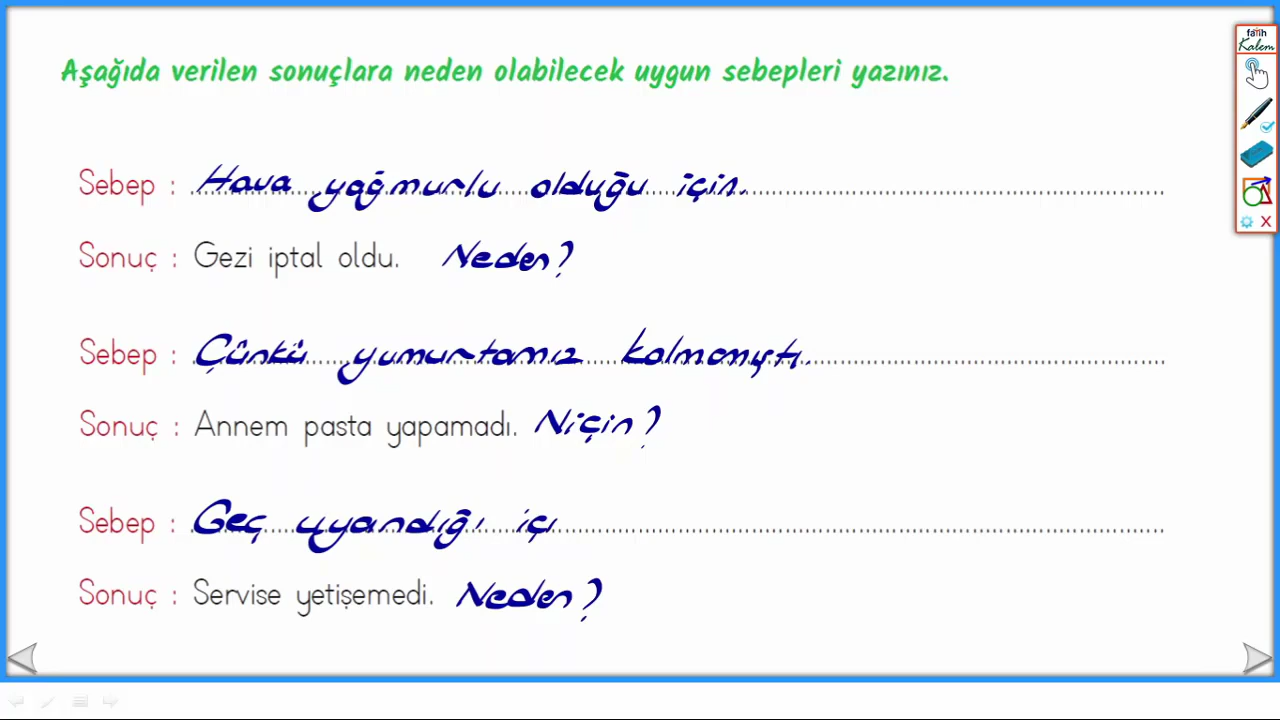 Aşağıda verilen sonuçlara neden olabilecek uygun sebepleri yazınız.
fatih
Kalem
Sebep : Hava yağmurlu olduğu için.
Sonuç : Gezi iptal oldu. Neden?
Sebep : Çünkü yumurtamız kalmamıştı.
Sonuç : Annem pasta yapamadı. Niçin?
Sebep : Geç uyandığı içi
Sonuç : Servise yetişemedi. Neden?